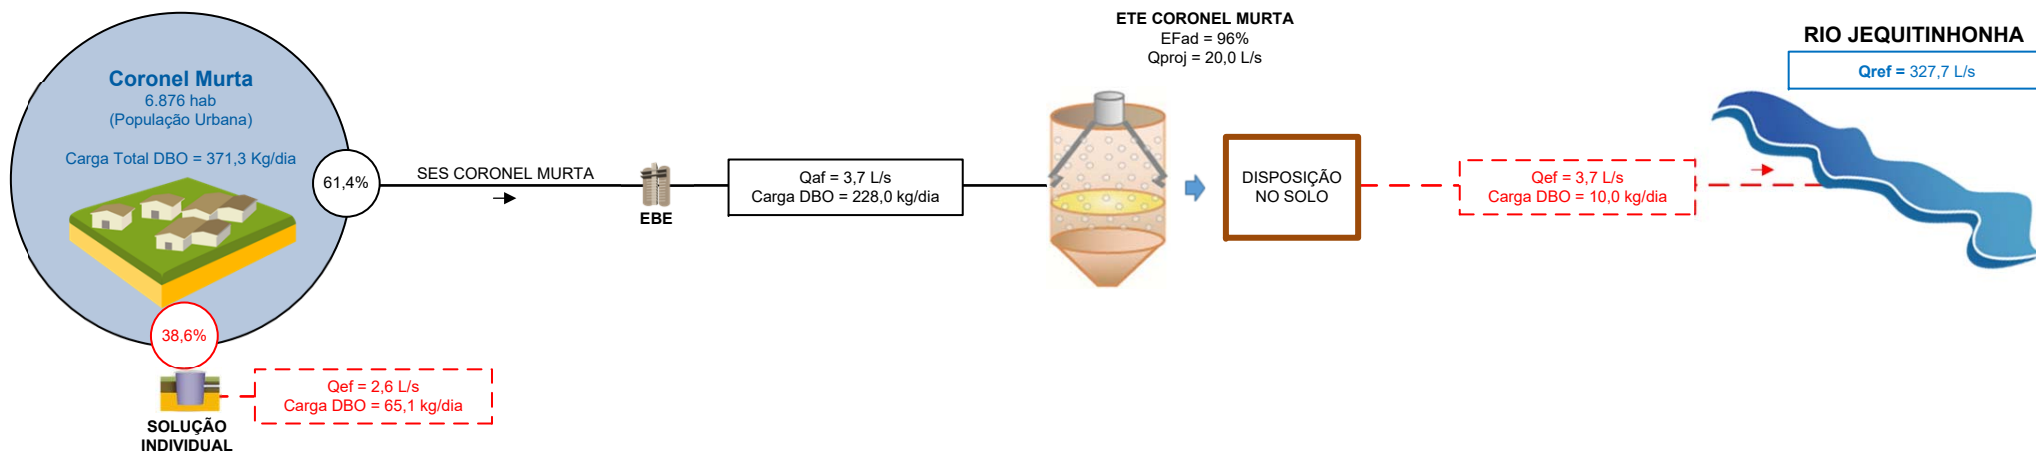 Coronel Murta
6.876 hab
(População Urbana)
Carga Total DBO = 371,3 Kg/dia
61,4%
38,6%
SOLUÇÃO
INDIVIDUAL
Qef = 2,6 L/s
Carga DBO = 65,1 kg/dia
SES CORONEL MURTA
EBE
Qaf = 3,7 L/s
Carga DBO = 228,0 kg/dia
ETE CORONEL MURTA
EFad = 96%
Qproj = 20,0 L/s
DISPOSIÇÃO
NO SOLO
Qef = 3,7 L/s
Carga DBO = 10,0 kg/dia
RIO JEQUITINHONHA
Qref = 327,7 L/s